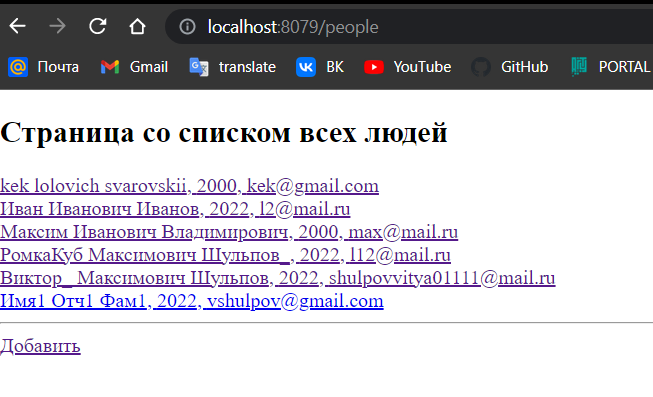 localhost:8079/people
Почта Gmail translate ВК YouTube GitHub PORTAL
Страница со списком всех людей
kek lolovich svarovskii, 2000, kek@gmail.com
Иван Иванович Иванов, 2022, l2@mail.ru
Максим Иванович Владимирович, 2000, max@mail.ru
РомкаКуб Максимович Шульпов_, 2022, l12@mail.ru
Виктор_ Максимович Шульпов, 2022, shulpovvitya01111@mail.ru
Имя1 Отч1 Фам1, 2022, vshulpov@gmail.com
Добавить